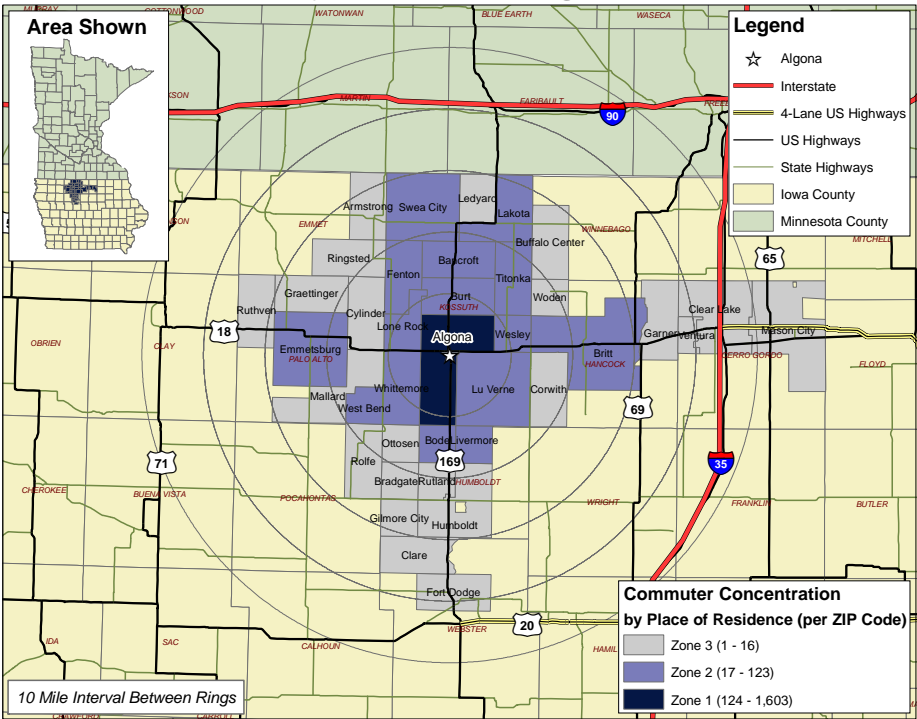 MURRAY
COTTONWOOD
WATONWAN
BLUE EARTH
WASECA
Area Shown
Legend
Algona
Interstate
4-Lane US Highways
US Highways
State Highways
Iowa County
Minnesota County
MARTIN
FARIBAULT
90
Armstrong
Swea City
Ledyard
Lakota
EMMET
WINNEBAGO
MITCHELL
Buffalo Center
65
Ringsted
Bancroft
Fenton
Titonka
Graettinger
Burt
Woden
KOSSUTH
Ruthven
Cylinder
Clear Lake
18
Lone Rock
Algona
Wesley
Garner
Ventura
Mason City
OBRIEN
CLAY
Emmetsburg
PALO ALTO
Britt
HANCOCK
CERRO GORDO
FLOYD
Mallard
Whittemore
Lu Verne
Corwith
West Bend
69
Ottosen
Bode
Livermore
71
Rolfe
169
35
CHEROKEE
BUENA VISTA
POCAHONTAS
Bradgate
Rutland
HUMBOLDT
WRIGHT
FRANKLIN
BUTLER
Gilmore City
Humboldt
Clare
Fort Dodge
Commuter Concentration
by Place of Residence (per ZIP Code)
Zone 3 (1 - 16)
Zone 2 (17 - 123)
Zone 1 (124 - 1,603)
20
WEBSTER
IDA
SAC
CALHOUN
HAMIL
10 Mile Interval Between Rings
CRAWFORD
CARROLL